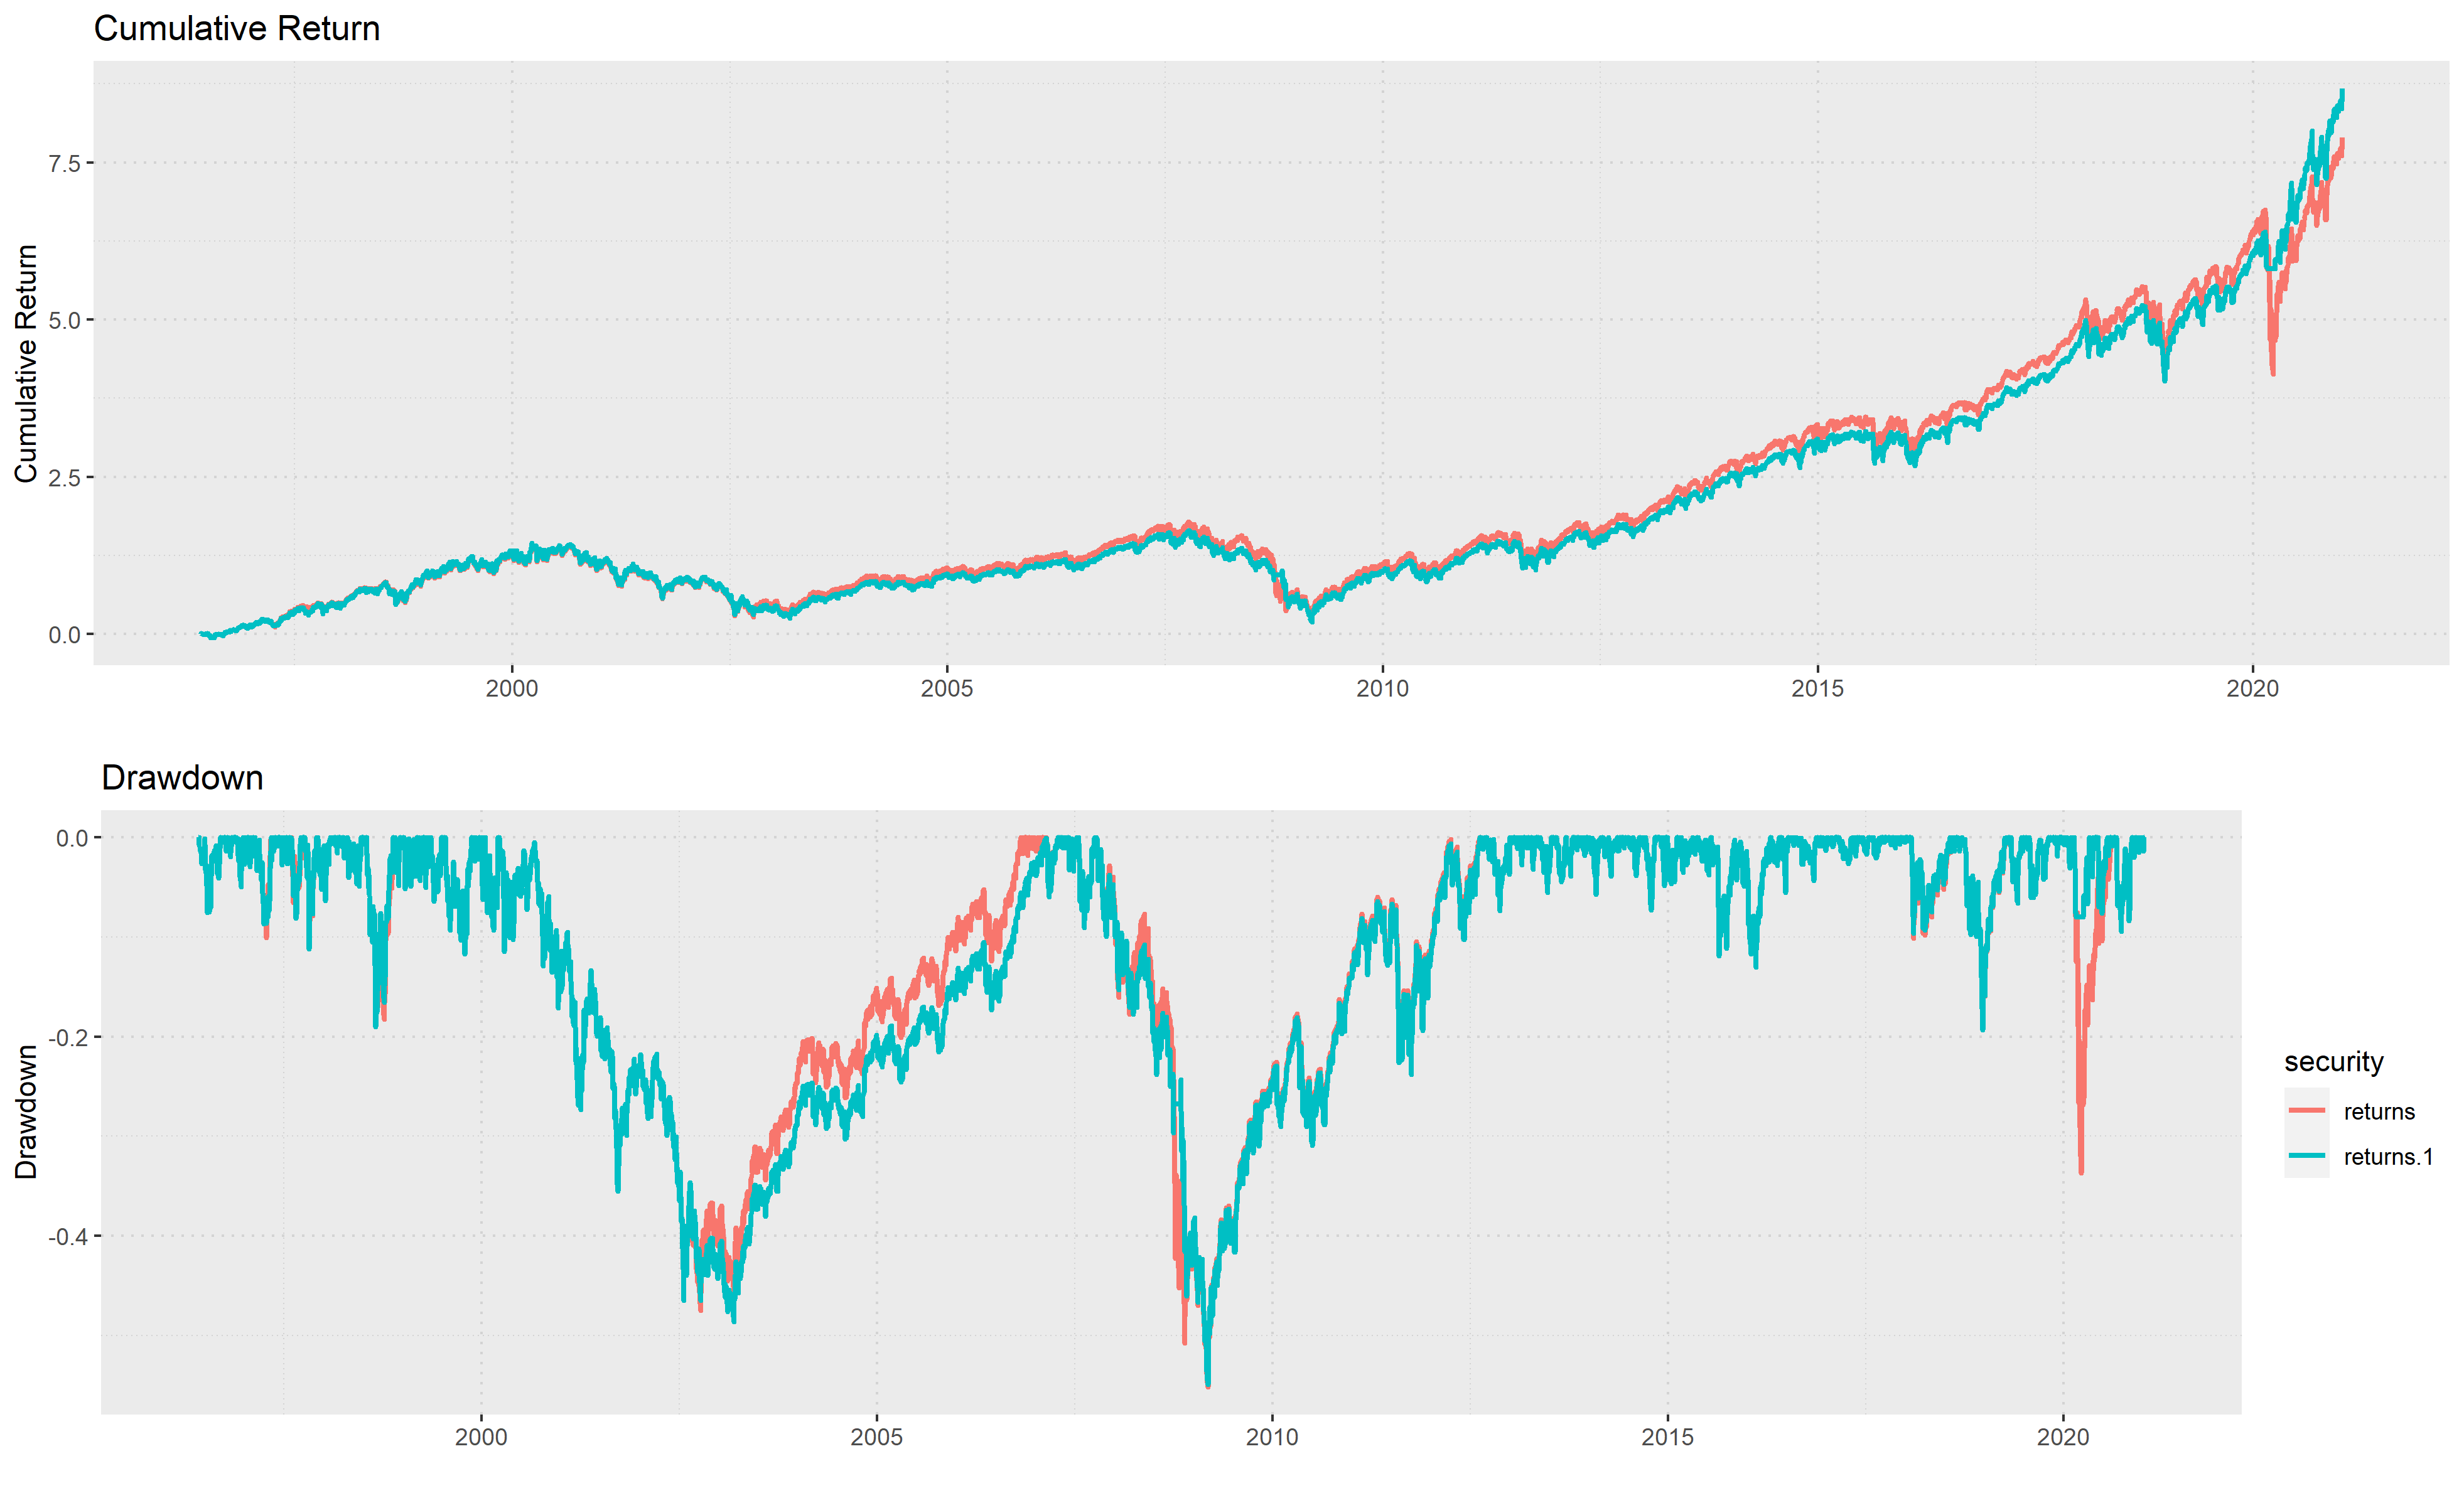 Cumulative Return
Cumulative Return
7.5
5.0
2.5
0.0
2000 2005 2010 2015 2020
Drawdown
Drawdown
0.0
-0.2
-0.4
2000 2005 2010 2015 2020
security
returns
returns.1